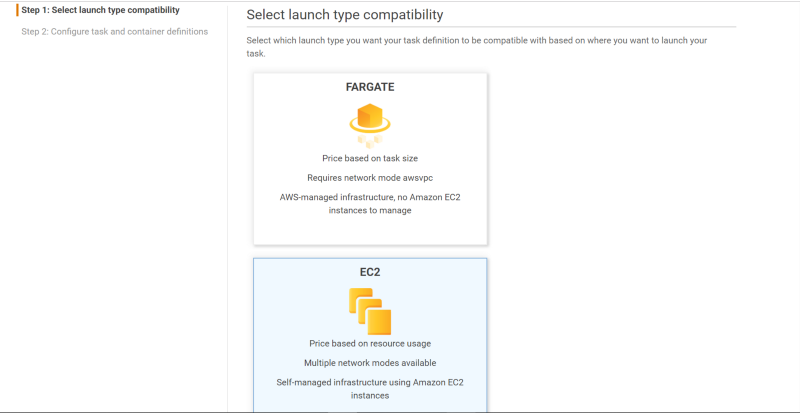 Step 1: Select launch type compatibility
Step 2: Configure task and container definitions
Select launch type compatibility
Select which launch type you want your task definition to be compatible with based on where you want to launch your
task.
FARGATE
Price based on task size
Requires network mode awsvpc
AWS-managed infrastructure, no Amazon EC2
instances to manage
EC2
Price based on resource usage
Multiple network modes available
Self-managed infrastructure using Amazon EC2
instances